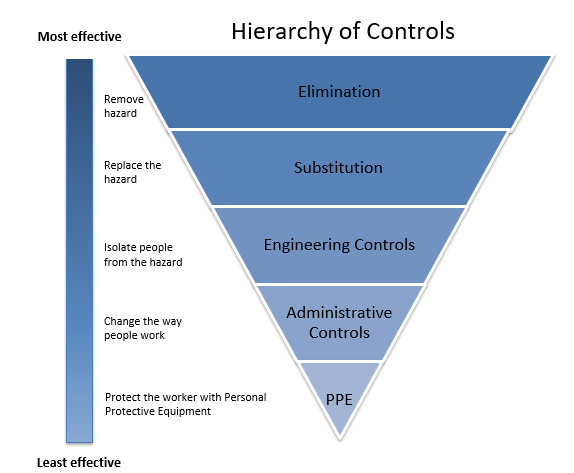 Hierarchy of Controls
Most effective
Remove
hazard
Elimination
Replace the
hazard
Substitution
Isolate people
from the hazard
Engineering Controls
Change the way
people work
Administrative
Controls
Protect the worker with Personal
Protective Equipment
PPE
Least effective